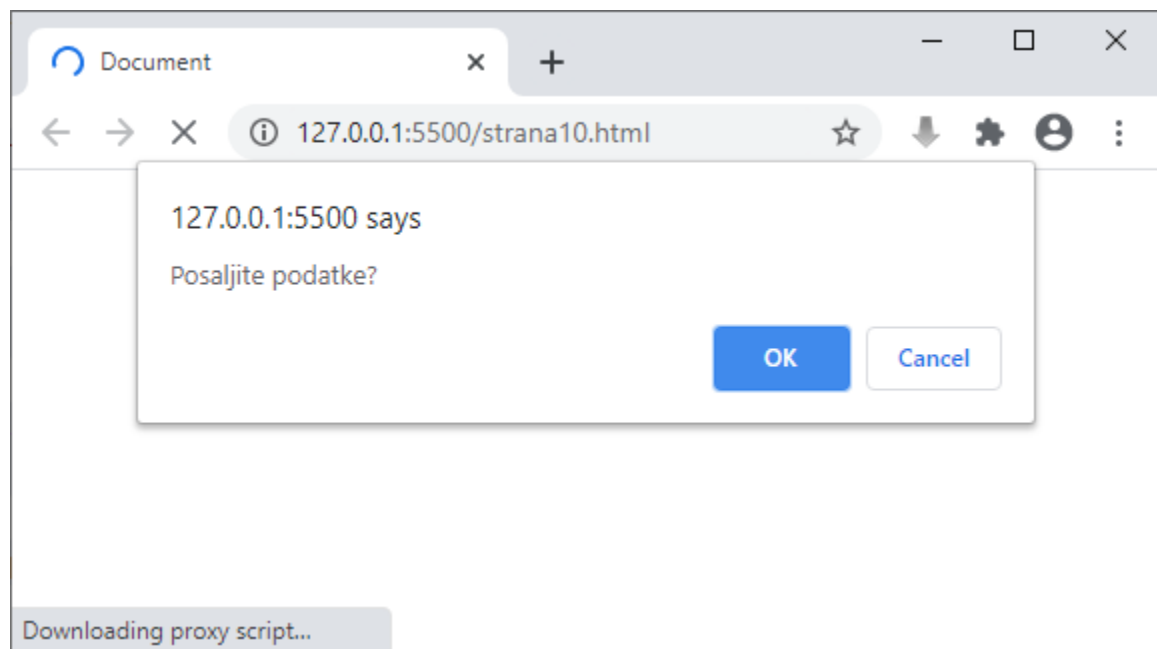 Document
127.0.0.1:5500/strana10.html
127.0.0.1:5500 says
Posaljite podatke?
OK
Cancel
Downloading proxy script...